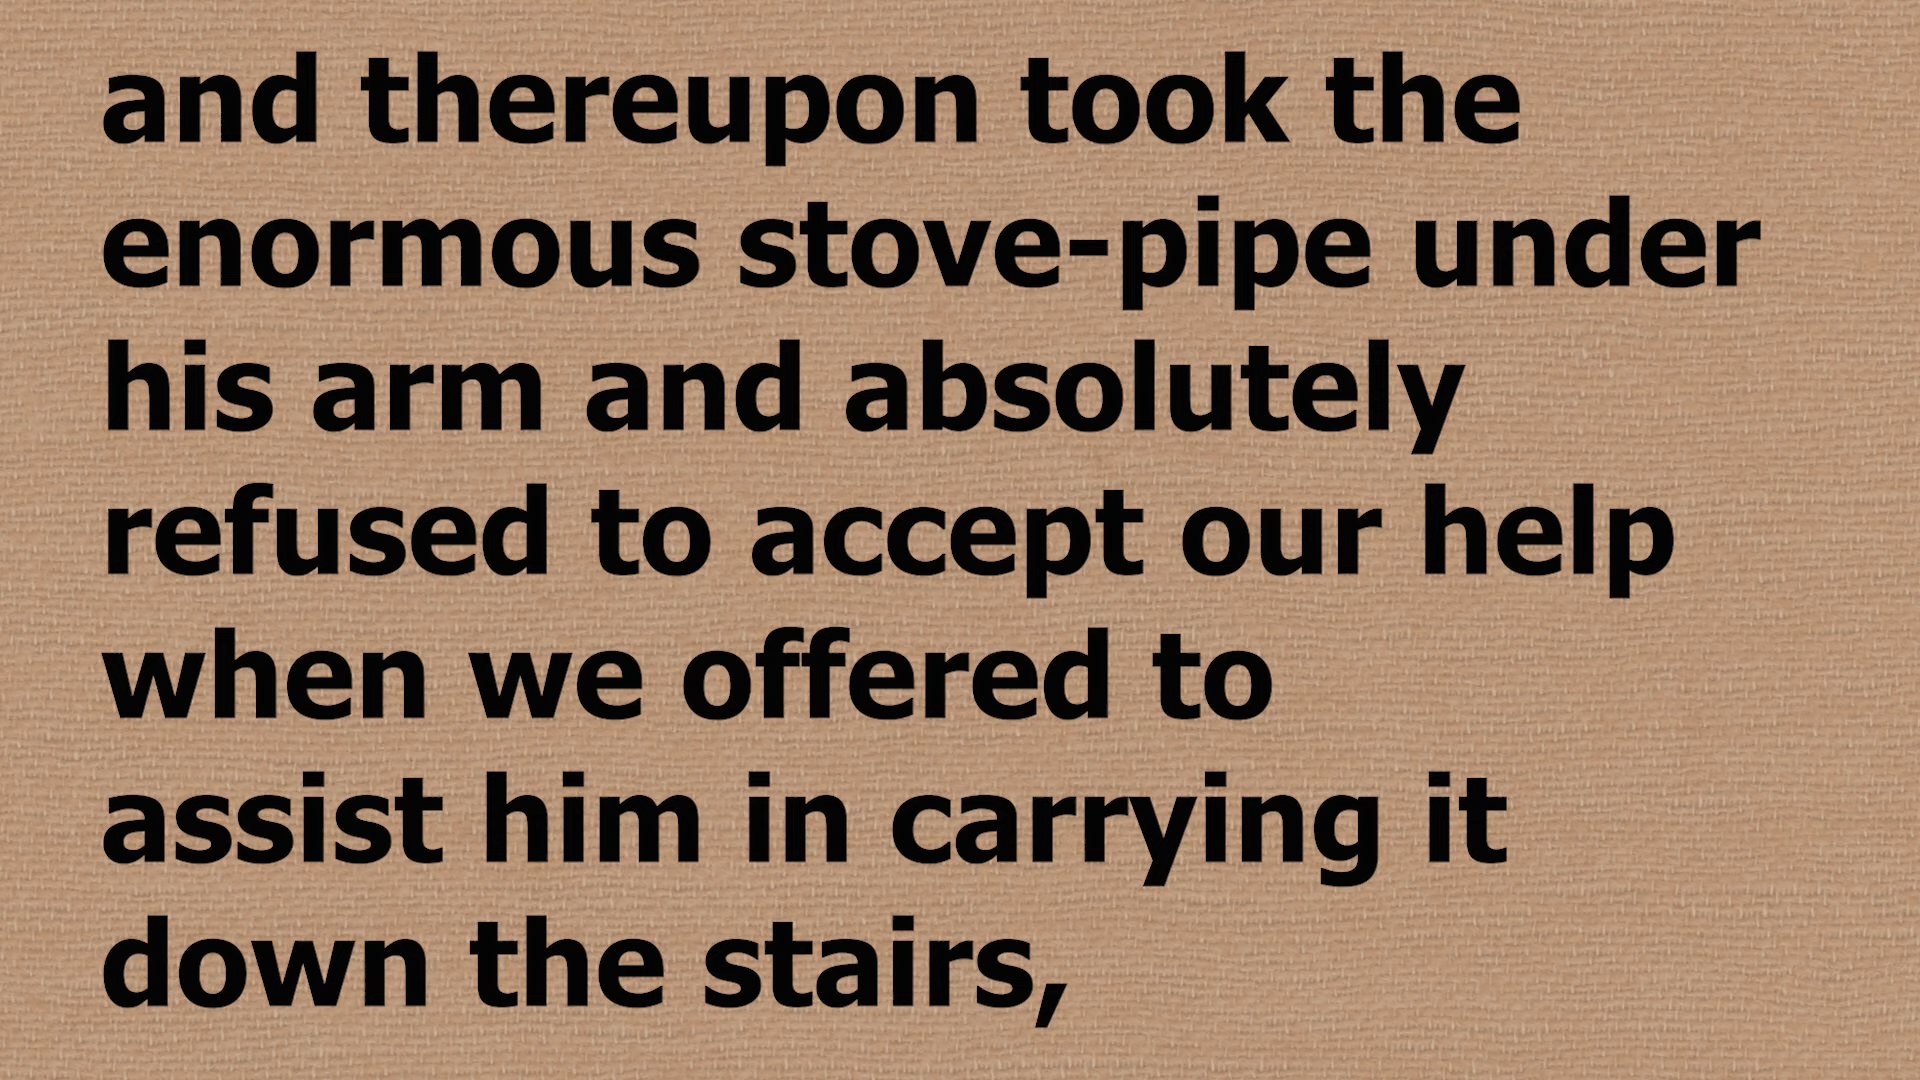 and thereupon took the
enormous stove-pipe under
his arm and absolutely
refused to accept our help
when we offered to
assist him in carrying it
down the stairs,